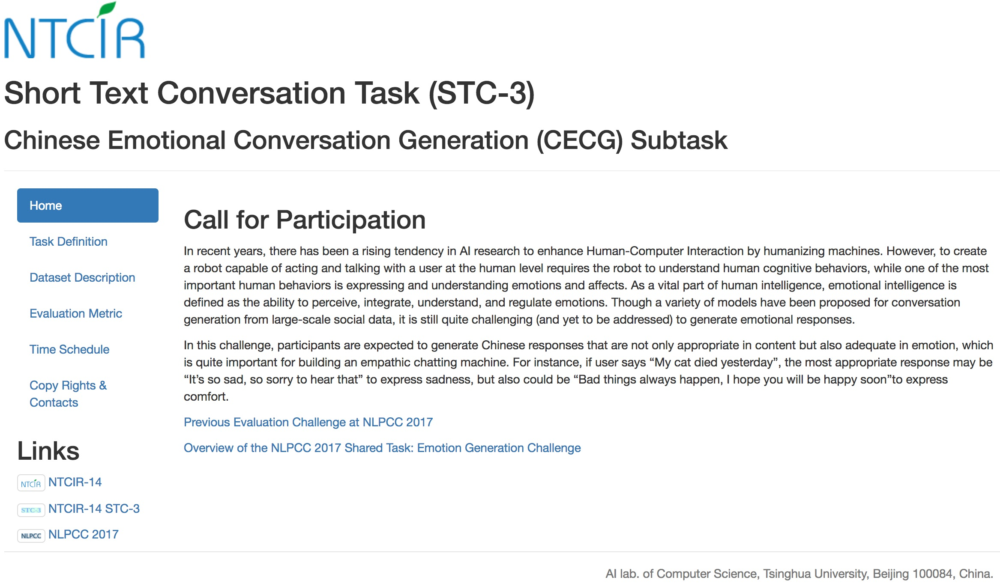 NTCIR
Short Text Conversation Task (STC-3)
Chinese Emotional Conversation Generation (CECG) Subtask
Home
Task Definition
Dataset Description
Evaluation Metric
Time Schedule
Copy Rights &
Contacts
Links
NTCIR NTCIR-14
STC-3 NTCIR-14 STC-3
NLPCC NLPCC 2017
Call for Participation
In recent years, there has been a rising tendency in AI research to enhance Human-Computer Interaction by humanizing machines. However, to create
a robot capable of acting and talking with a user at the human level requires the robot to understand human cognitive behaviors, while one of the most
important human behaviors is expressing and understanding emotions and affects. As a vital part of human intelligence, emotional intelligence is
defined as the ability to perceive, integrate, understand, and regulate emotions. Though a variety of models have been proposed for conversation
generation from large-scale social data, it is still quite challenging (and yet to be addressed) to generate emotional responses.
In this challenge, participants are expected to generate Chinese responses that are not only appropriate in content but also adequate in emotion, which
is quite important for building an empathic chatting machine. For instance, if user says “My cat died yesterday”, the most appropriate response may be
“It’s so sad, so sorry to hear that” to express sadness, but also could be “Bad things always happen, I hope you will be happy soon”to express
comfort.
Previous Evaluation Challenge at NLPCC 2017
Overview of the NLPCC 2017 Shared Task: Emotion Generation Challenge
AI lab. of Computer Science, Tsinghua University, Beijing 100084, China.